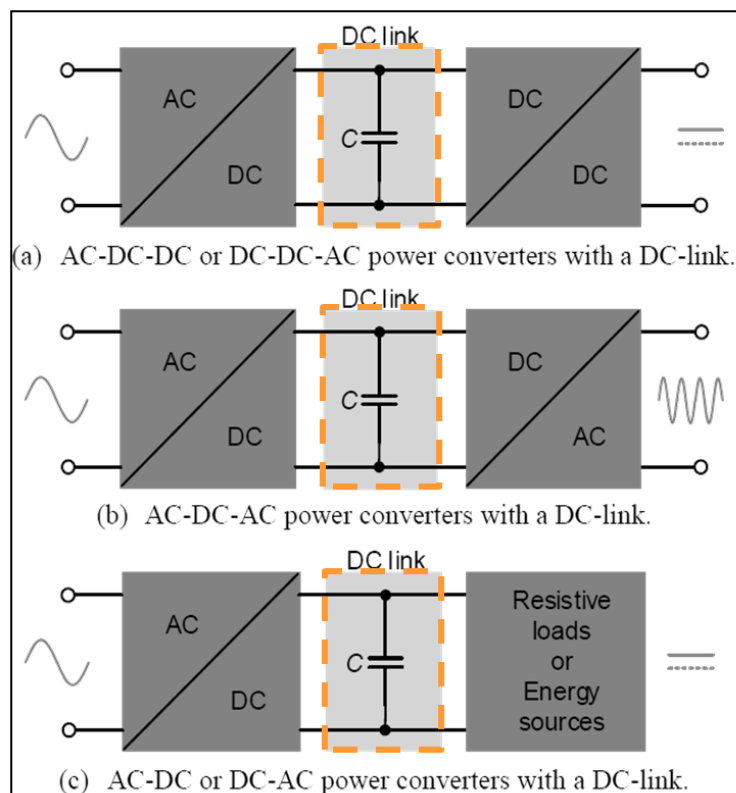 DC link
AC
DC
C
DC
DC
(a) AC-DC-DC or DC-DC-AC power converters with a DC-link.
DC link
AC
DC
C
DC
AC
(b) AC-DC-AC power converters with a DC-link.
DC link
AC
DC
C
Resistive
loads
or
Energy
sources
(c) AC-DC or DC-AC power converters with a DC-link.